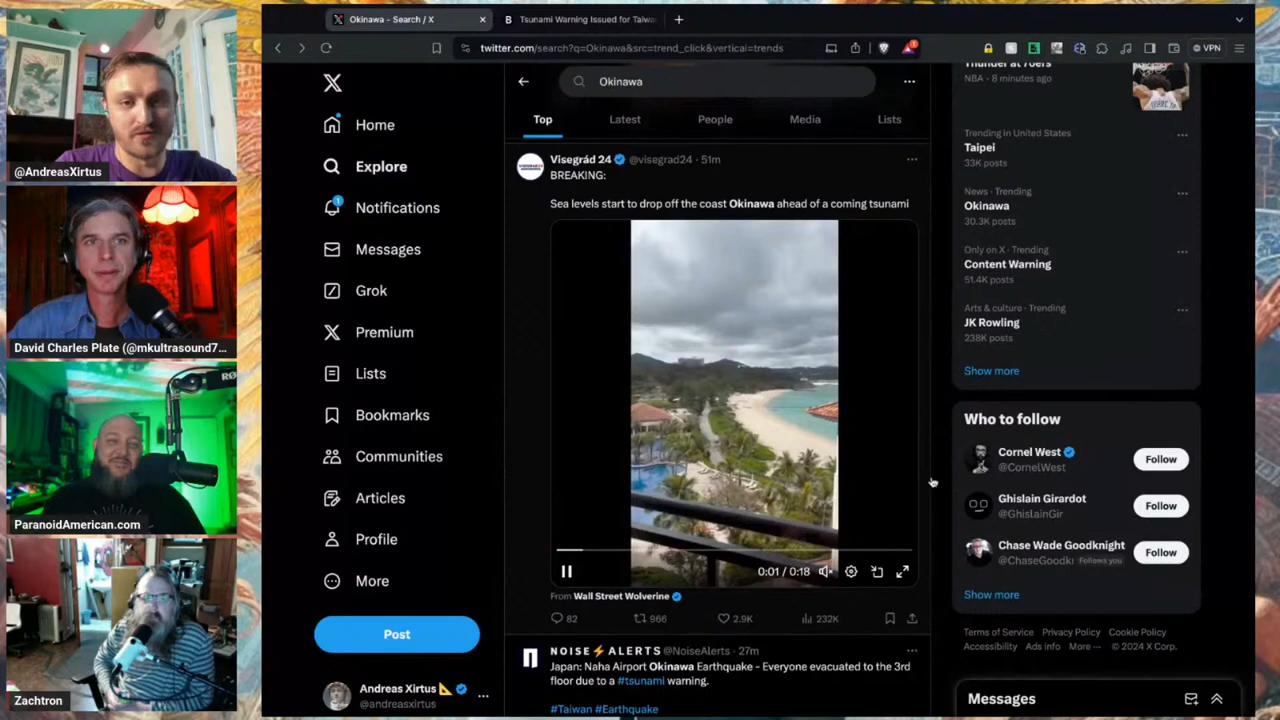 @AndreasXirtus
David Charles Plate (@mkultrasound7...
ParanoidAmerican.com
Zachtron
Okinawa - Search / X
Tsunami Warning Issued for Taiwa
twitter.com/search?q=Okinawa&src=trend_click&vertical=trends
VPN
Home
Explore
Notifications
1
Messages
Grok
Premium
Lists
Bookmarks
Communities
Articles
Profile
More
Post
Andreas Xirtus
@andreasxirtus
Okinawa
Top
Latest
People
Media
Lists
Visegrád 24 @visegrad24 · 51m
BREAKING:
Sea levels start to drop off the coast Okinawa ahead of a coming tsunami
0:01 / 0:18
From Wall Street Wolverine
82
966
2.9K
232K
NOISE⚡ALERTS @NoiseAlerts · 27m
Japan: Naha Airport Okinawa Earthquake - Everyone evacuated to the 3rd
floor due to a #tsunami warning.
#Taiwan #Earthquake
Thunder at 76ers
NBA · 8 minutes ago
Trending in United States
Taipei
33K posts
News · Trending
Okinawa
30.3K posts
Only on X · Trending
Content Warning
51.4K posts
Arts & culture · Trending
JK Rowling
238K posts
Show more
Who to follow
Cornel West
@CornelWest
Follow
Ghislain Girardot
@GhislainGir
Follow
Chase Wade Goodknight
@ChaseGoodk
Follows you
Follow
Show more
Terms of Service Privacy Policy Cookie Policy
Accessibility Ads info More ··· © 2024 X Corp.
Messages